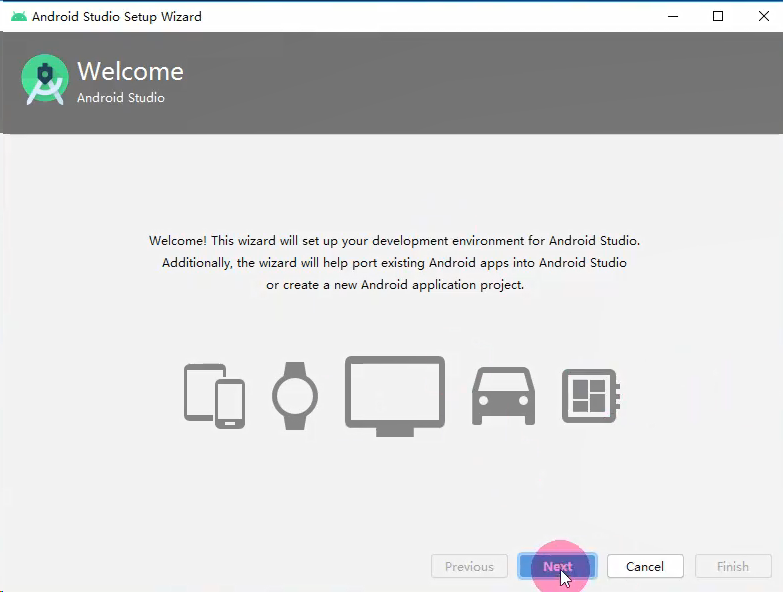 Android Studio Setup Wizard
Welcome
Android Studio
Welcome! This wizard will set up your development environment for Android Studio.
Additionally, the wizard will help port existing Android apps into Android Studio
or create a new Android application project.
Previous
Next
Cancel
Finish